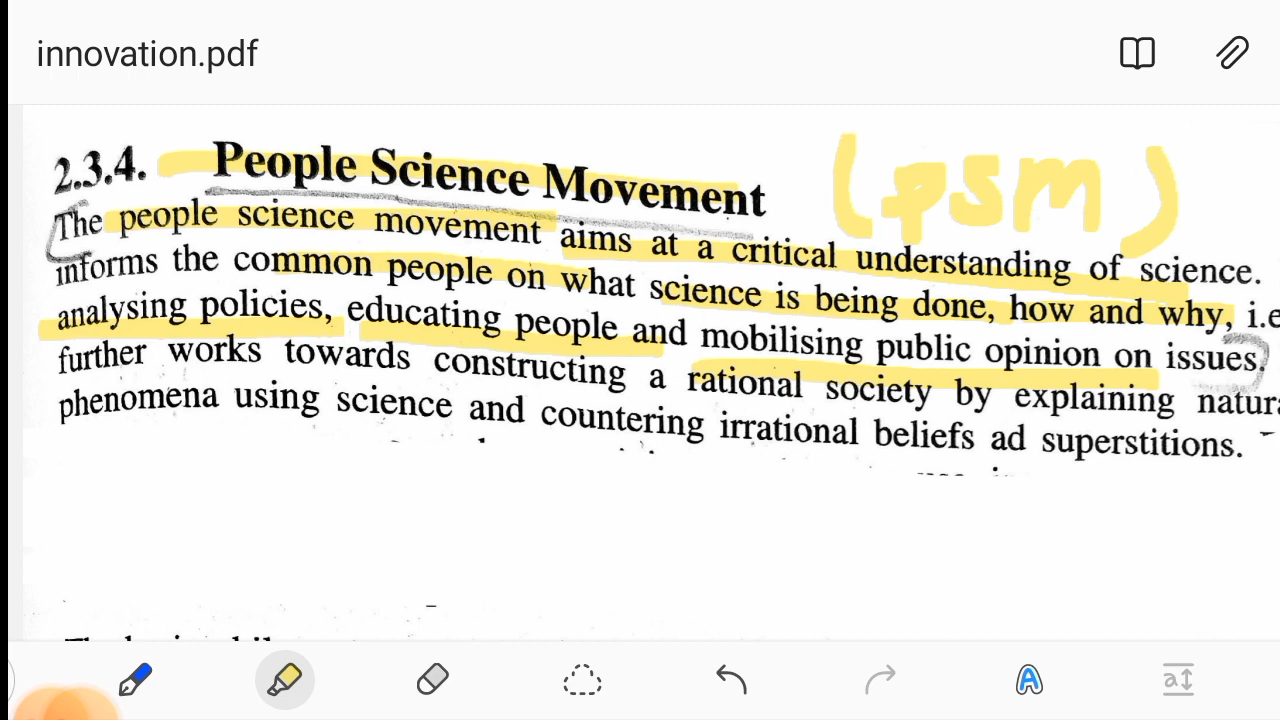 innovation.pdf
2.3.4. People Science Movement (PSM)
The people science movement aims at a critical understanding of science.
informs the common people on what science is being done, how and why, i.e
analysing policies, educating people and mobilising public opinion on issues.
further works towards constructing a rational society by explaining natura
phenomena using science and countering irrational beliefs ad superstitions.